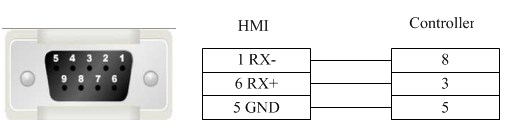 HMI Controller
5 4 3 2 1
9 8 7 6
1 RX- 8
6 RX+ 3
5 GND 5